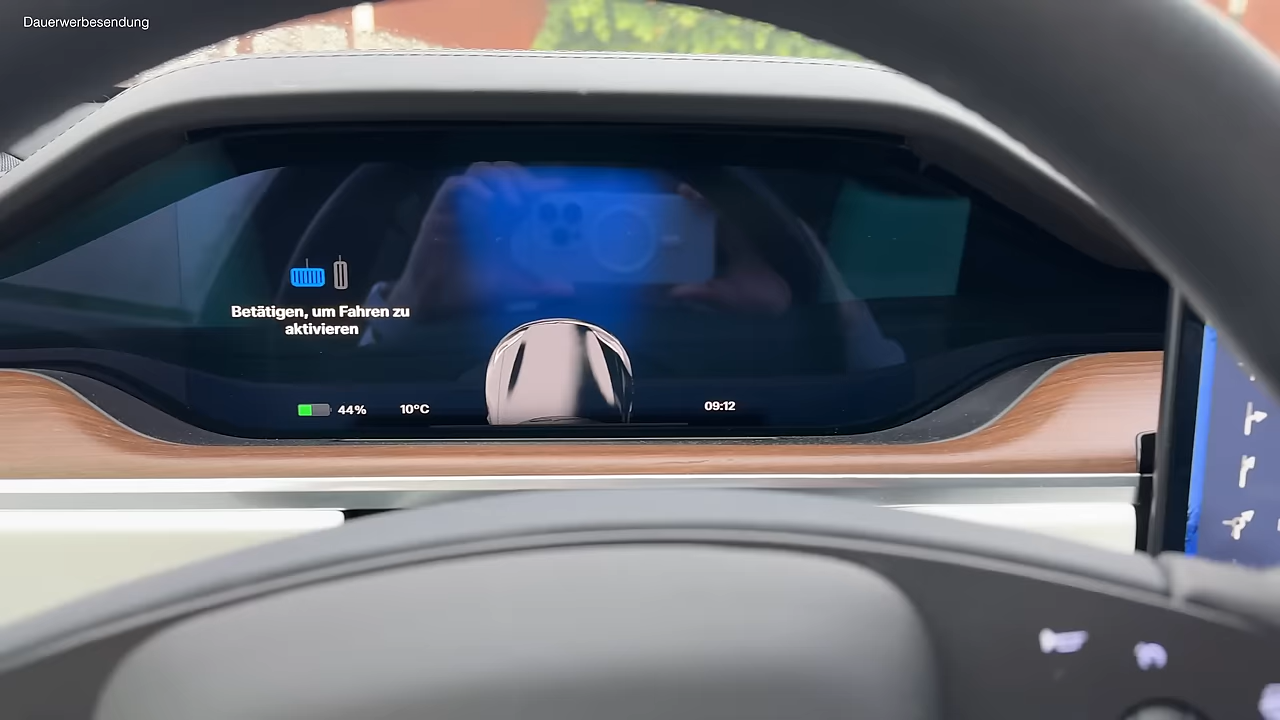 Dauerwerbesendung
Betätigen, um Fahren zu
aktivieren
44%
10°C
09:12